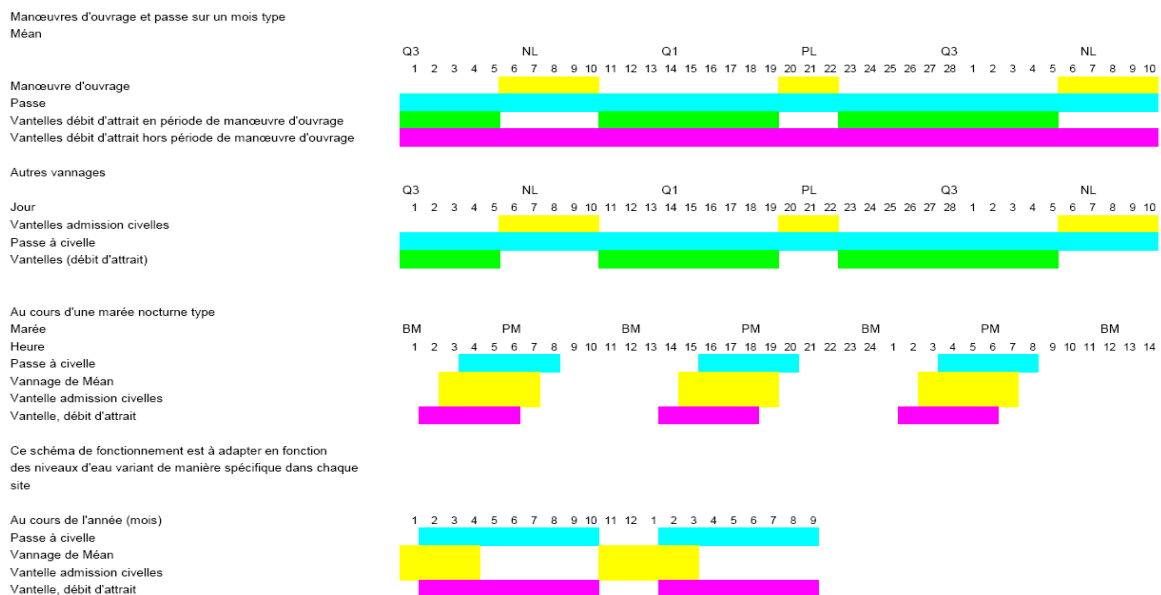 Manœuvres d'ouvrage et passe sur un mois type
Méan
Q3 NL Q1 PL Q3 NL
1 2 3 4 5 6 7 8 9 10 11 12 13 14 15 16 17 18 19 20 21 22 23 24 25 26 27 28 1 2 3 4 5 6 7 8 9 10
Manœuvre d'ouvrage
Passe
Vantelles débit d'attrait en période de manœuvre d'ouvrage
Vantelles débit d'attrait hors période de manœuvre d'ouvrage
Autres vannages
Q3 NL Q1 PL Q3 NL
Jour 1 2 3 4 5 6 7 8 9 10 11 12 13 14 15 16 17 18 19 20 21 22 23 24 25 26 27 28 1 2 3 4 5 6 7 8 9 10
Vantelles admission civelles
Passe à civelle
Vantelles (débit d'attrait)
Au cours d'une marée nocturne type
Marée BM PM BM PM BM PM BM
Heure 1 2 3 4 5 6 7 8 9 10 11 12 13 14 15 16 17 18 19 20 21 22 23 24 1 2 3 4 5 6 7 8 9 10 11 12 13 14
Passe à civelle
Vannage de Méan
Vantelle admission civelles
Vantelle, débit d'attrait
Ce schéma de fonctionnement est à adapter en fonction
des niveaux d'eau variant de manière spécifique dans chaque
site
Au cours de l'année (mois) 1 2 3 4 5 6 7 8 9 10 11 12 1 2 3 4 5 6 7 8 9
Passe à civelle
Vannage de Méan
Vantelle admission civelles
Vantelle, débit d'attrait